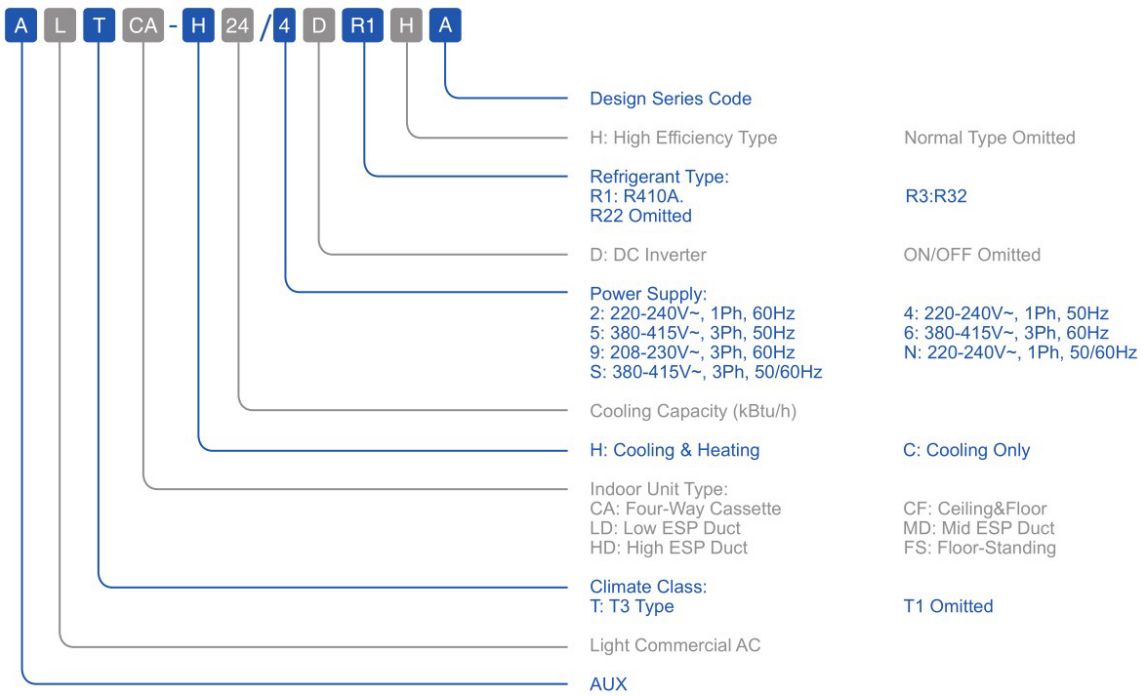 A L T CA - H 24 / 4 D R1 H A
Design Series Code
H: High Efficiency Type Normal Type Omitted
Refrigerant Type:
R1: R410A. R3:R32
R22 Omitted
D: DC Inverter ON/OFF Omitted
Power Supply:
2: 220-240V~, 1Ph, 60Hz 4: 220-240V~, 1Ph, 50Hz
5: 380-415V~, 3Ph, 50Hz 6: 380-415V~, 3Ph, 60Hz
9: 208-230V~, 3Ph, 60Hz N: 220-240V~, 1Ph, 50/60Hz
S: 380-415V~, 3Ph, 50/60Hz
Cooling Capacity (kBtu/h)
H: Cooling & Heating C: Cooling Only
Indoor Unit Type:
CA: Four-Way Cassette CF: Ceiling&Floor
LD: Low ESP Duct MD: Mid ESP Duct
HD: High ESP Duct FS: Floor-Standing
Climate Class:
T: T3 Type T1 Omitted
Light Commercial AC
AUX